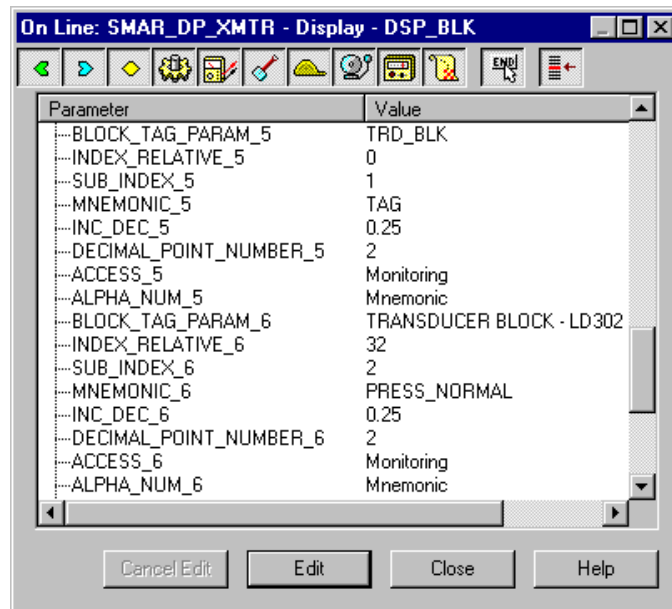 On Line: SMAR_DP_XMTR - Display - DSP_BLK
END
Parameter Value
BLOCK_TAG_PARAM_5 TRD_BLK
INDEX_RELATIVE_5 0
SUB_INDEX_5 1
MNEMONIC_5 TAG
INC_DEC_5 0.25
DECIMAL_POINT_NUMBER_5 2
ACCESS_5 Monitoring
ALPHA_NUM_5 Mnemonic
BLOCK_TAG_PARAM_6 TRANSDUCER BLOCK - LD302
INDEX_RELATIVE_6 32
SUB_INDEX_6 2
MNEMONIC_6 PRESS_NORMAL
INC_DEC_6 0.25
DECIMAL_POINT_NUMBER_6 2
ACCESS_6 Monitoring
ALPHA_NUM_6 Mnemonic
Cancel Edit Edit Close Help